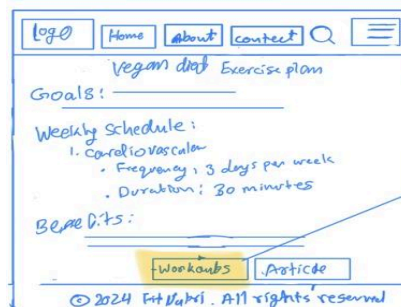 logo Home About contect
Vegan diet Exercise plan
Goals:
Weekly schedule:
1. Cardiovascular
• Frequency: 3 days per week
• Duration: 30 minutes
Benefits:
Workouts Article
© 2024 . All rights reserved